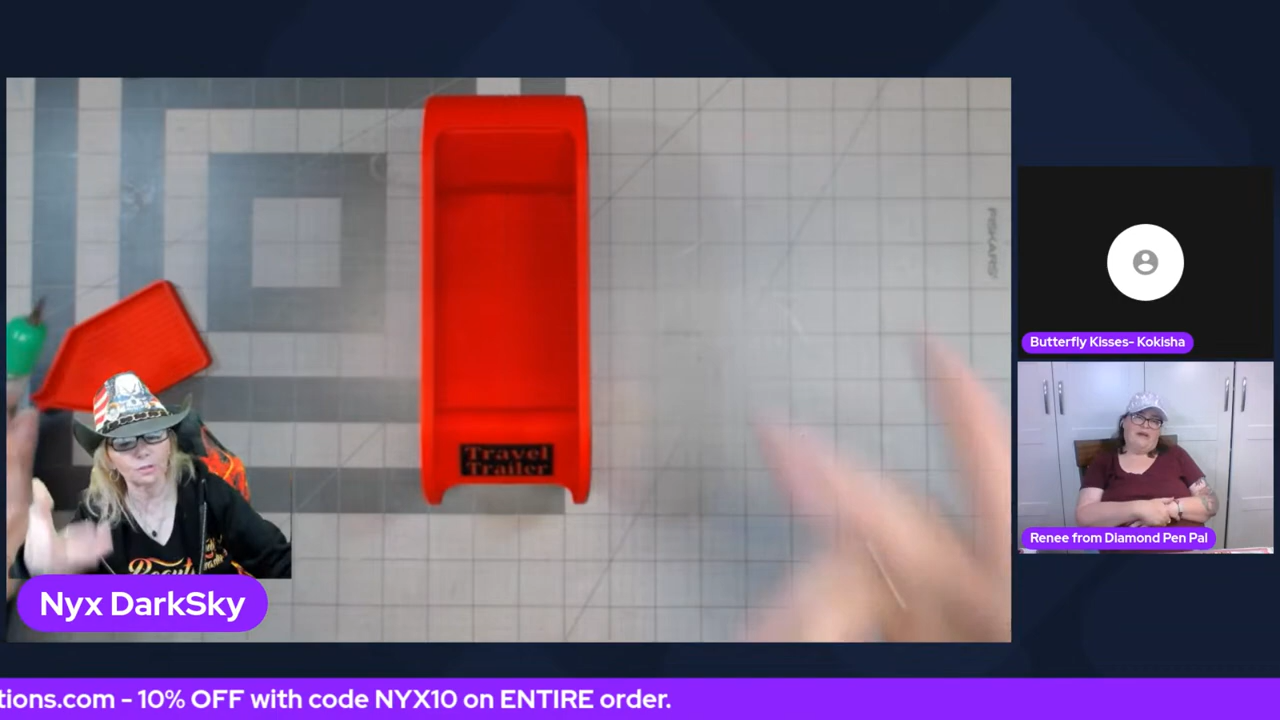 FISKARS
Travel
Trailer
Butterfly Kisses- Kokisha
Renee from Diamond Pen Pal
Nyx DarkSky
tions.com - 10% OFF with code NYX10 on ENTIRE order.